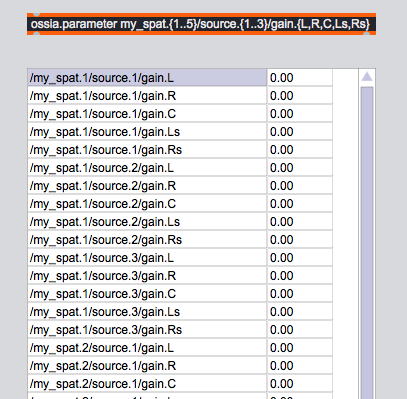 ossia.parameter my_spat.{1..5}/source.{1..3}/gain.{L,R,C,Ls,Rs}
/my_spat.1/source.1/gain.L 0.00
/my_spat.1/source.1/gain.R 0.00
/my_spat.1/source.1/gain.C 0.00
/my_spat.1/source.1/gain.Ls 0.00
/my_spat.1/source.1/gain.Rs 0.00
/my_spat.1/source.2/gain.L 0.00
/my_spat.1/source.2/gain.R 0.00
/my_spat.1/source.2/gain.C 0.00
/my_spat.1/source.2/gain.Ls 0.00
/my_spat.1/source.2/gain.Rs 0.00
/my_spat.1/source.3/gain.L 0.00
/my_spat.1/source.3/gain.R 0.00
/my_spat.1/source.3/gain.C 0.00
/my_spat.1/source.3/gain.Ls 0.00
/my_spat.1/source.3/gain.Rs 0.00
/my_spat.2/source.1/gain.L 0.00
/my_spat.2/source.1/gain.R 0.00
/my_spat.2/source.1/gain.C 0.00